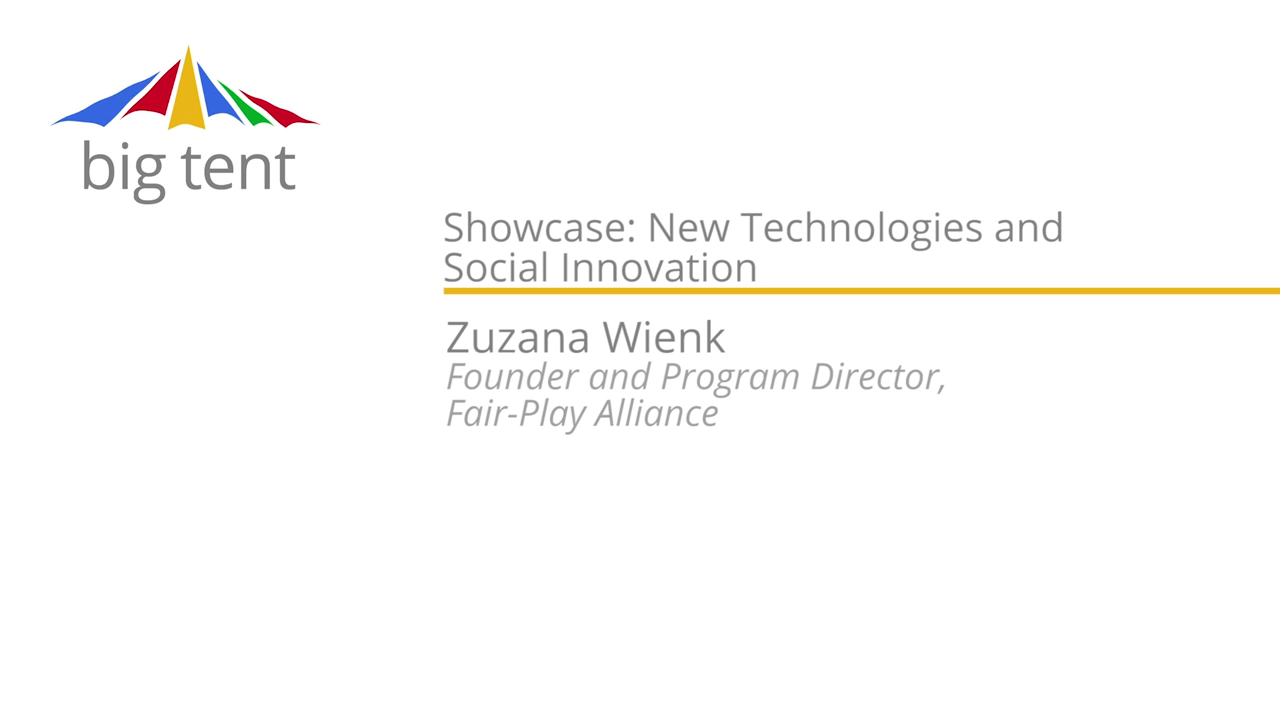 big tent
Showcase: New Technologies and
Social Innovation
Zuzana Wienk
Founder and Program Director,
Fair-Play Alliance